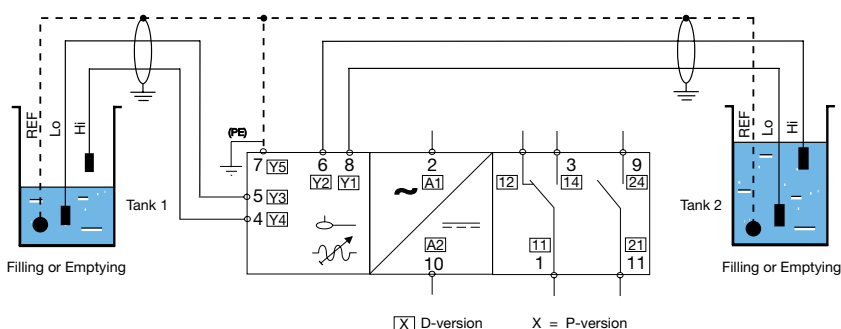 REF
Lo
Hi
Tank 1
Filling or Emptying
(PE)
7 Y5
6
Y2
8
Y1
5 Y3
4 Y4
2
A1
~
A2
10
12
3
14
9
24
11
1
21
11
REF
Lo
Hi
Tank 2
Filling or Emptying
X D-version
X = P-version